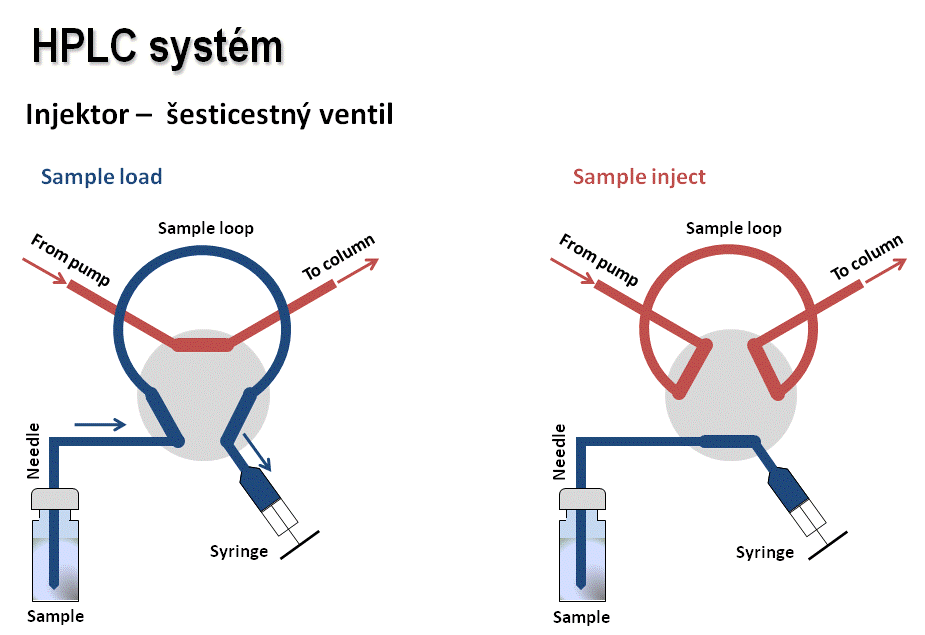 HPLC systém
Injektor – šesticestný ventil
Sample load
Sample loop
From pump
To column
Needle
Syringe
Sample
Sample inject
Sample loop
From pump
To column
Needle
Syringe
Sample